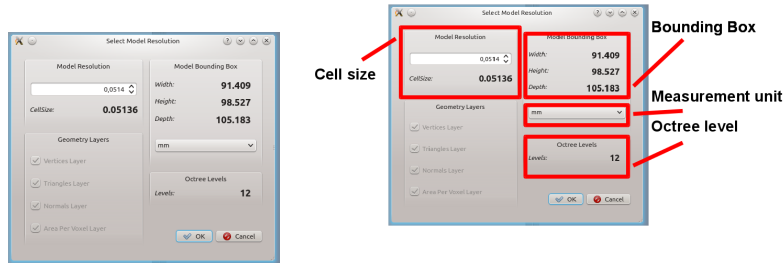 Select Model Resolution
Model Resolution
0,0514
CellSize: 0.05136
Geometry Layers
Vertices Layer
Triangles Layer
Normals Layer
Area Per Voxel Layer
Model Bounding Box
Width: 91.409
Height: 98.527
Depth: 105.183
mm
Octree Levels
Levels: 12
OK Cancel
Cell size
Select Model Resolution
Model Resolution
0,0514
CellSize: 0.05136
Geometry Layers
Vertices Layer
Triangles Layer
Normals Layer
Area Per Voxel Layer
Model Bounding Box
Width: 91.409
Height: 98.527
Depth: 105.183
mm
Octree Levels
Levels: 12
OK Cancel
Bounding Box
Measurement unit
Octree level